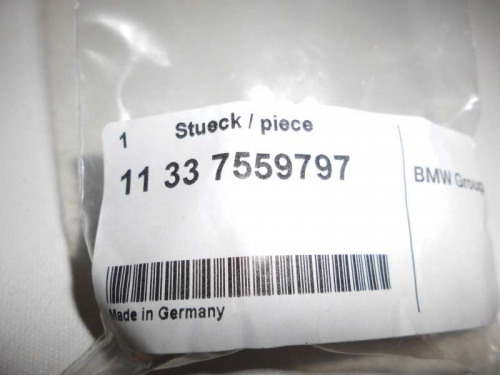 1 Stueck / piece
11 33 7559797
BMW Group
Made in Germany